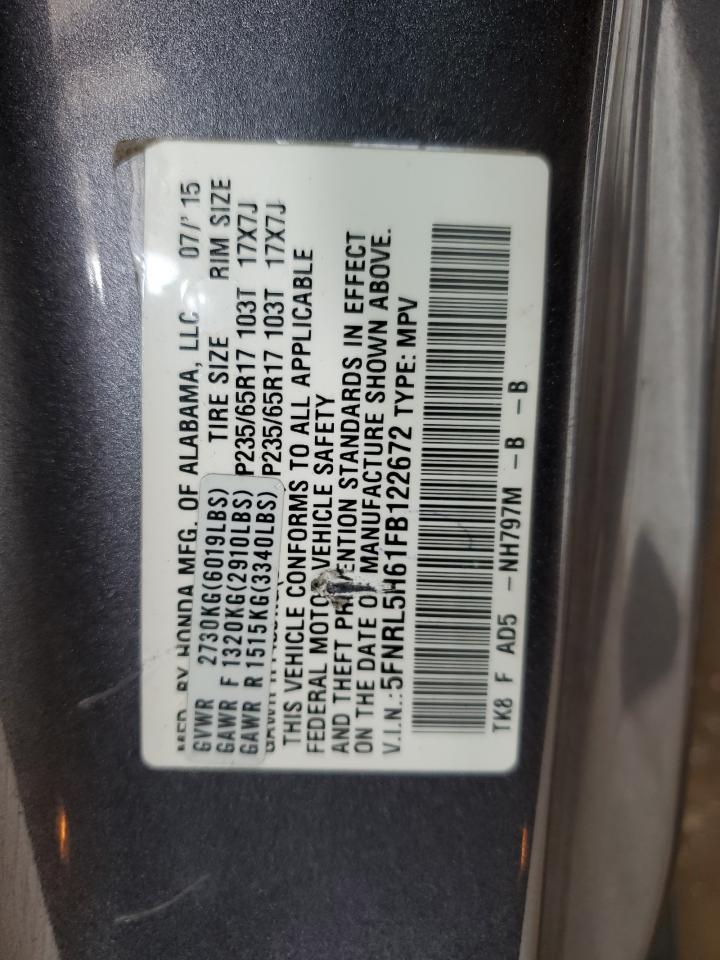 MFD. BY HONDA MFG. OF ALABAMA, LLC 07/'15
TIRE SIZE RIM SIZE
GVWR 2730KG(6019LBS)
GAWR F 1320KG(2910LBS) P235/65R17 103T 17X7J
GAWR R 1515KG(3340LBS) P235/65R17 103T 17X7J
THIS VEHICLE CONFORMS TO ALL APPLICABLE
FEDERAL MOTOR VEHICLE SAFETY
AND THEFT PREVENTION STANDARDS IN EFFECT
ON THE DATE OF MANUFACTURE SHOWN ABOVE.
V.I.N.:5FNRL5H61FB122672 TYPE: MPV
TK8 F AD5 -NH797M -B -B